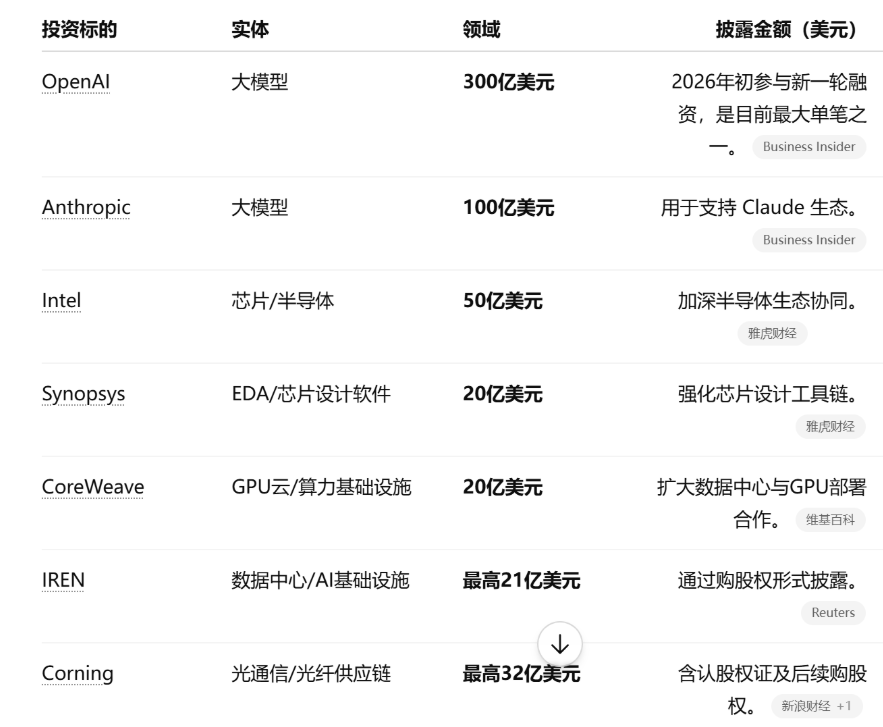 投资标的 实体 领域 披露金额（美元）
OpenAI 大模型 300亿美元 2026年初参与新一轮融
资，是目前最大单笔之
一。 Business Insider
Anthropic 大模型 100亿美元 用于支持 Claude 生态。
Business Insider
Intel 芯片/半导体 50亿美元 加深半导体生态协同。
雅虎财经
Synopsys EDA/芯片设计软件 20亿美元 强化芯片设计工具链。
雅虎财经
CoreWeave GPU云/算力基础设施 20亿美元 扩大数据中心与GPU部署
合作。 维基百科
IREN 数据中心/AI基础设施 最高21亿美元 通过购股权形式披露。
Reuters
Corning 光通信/光纤供应链 最高32亿美元 含认股权证及后续购股
权。 新浪财经 +1